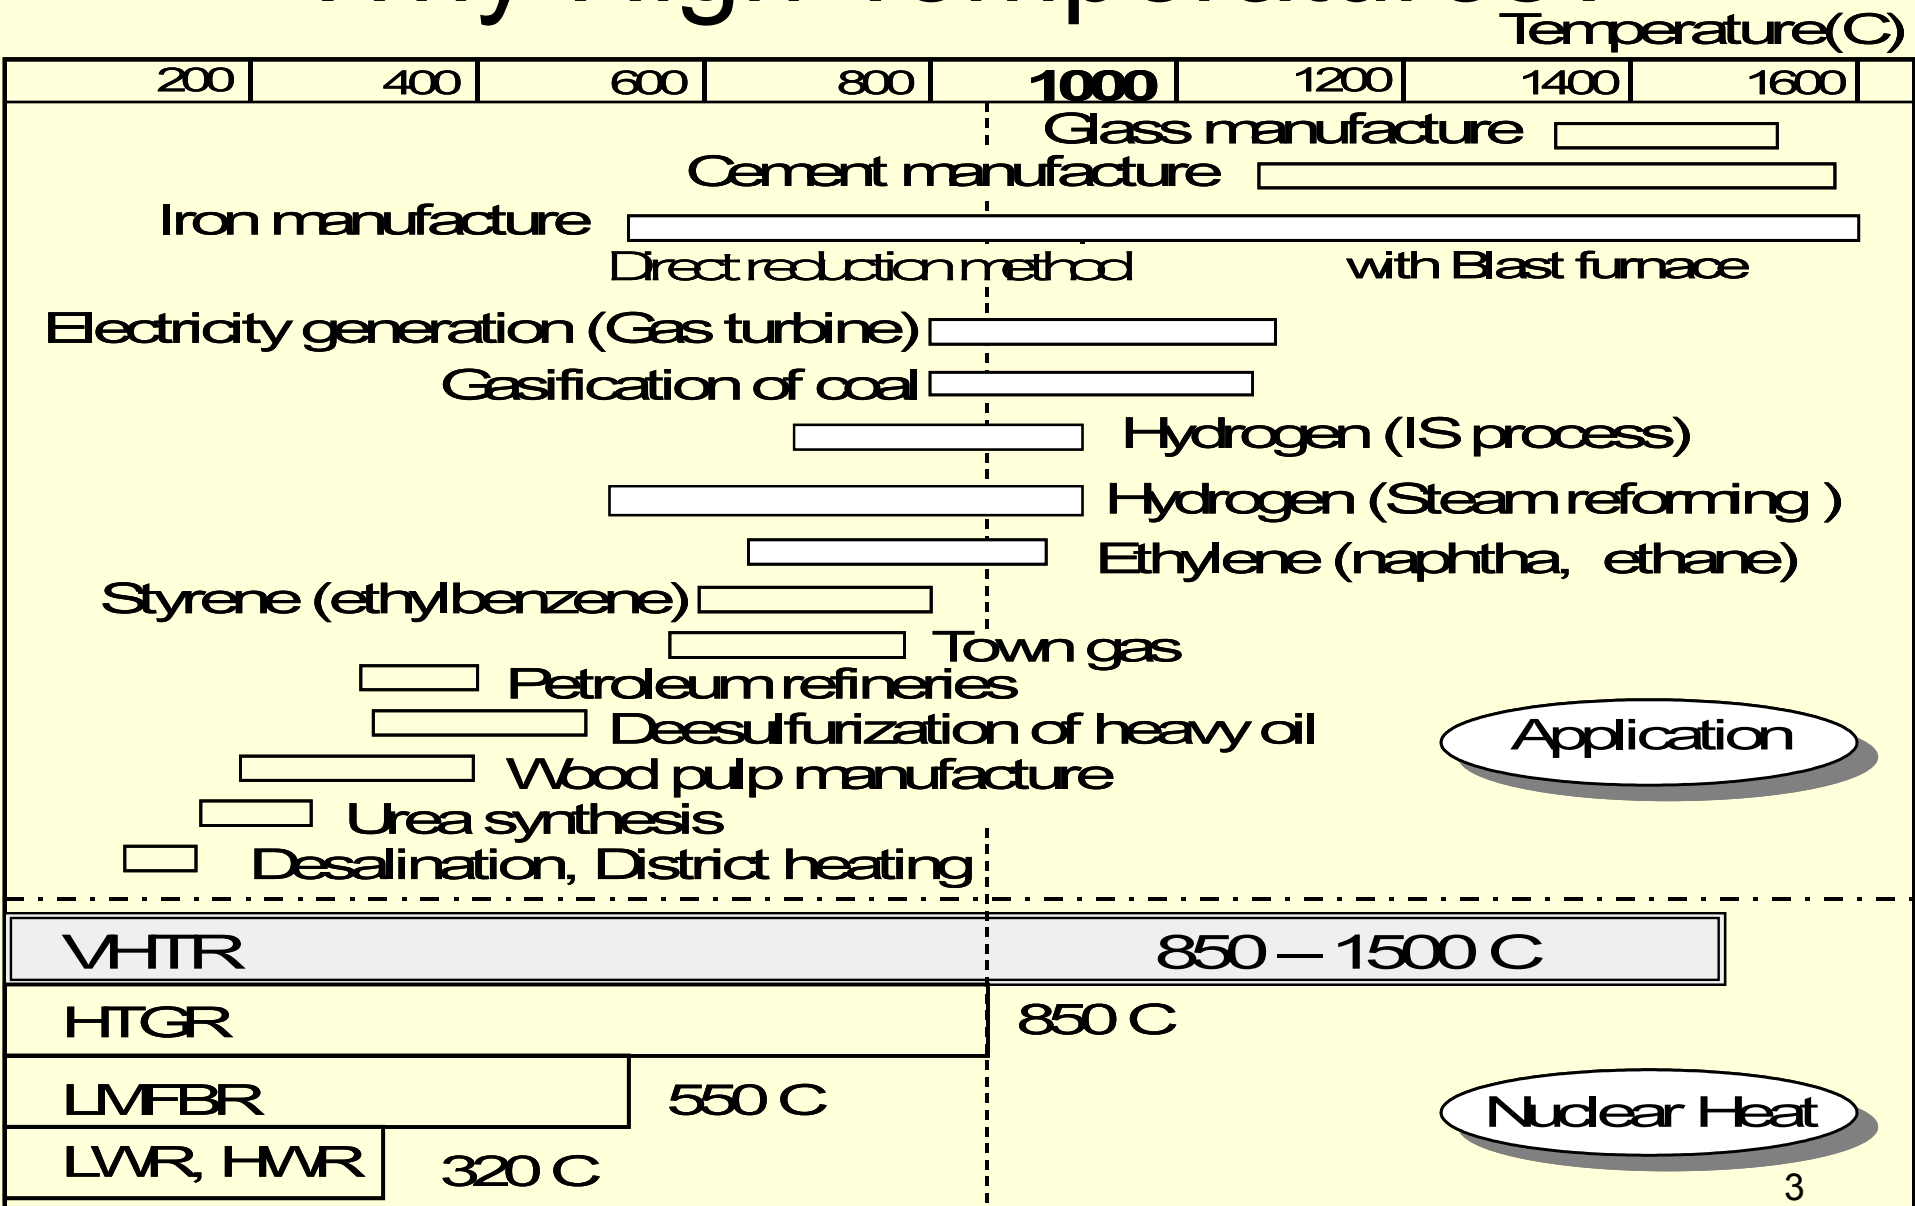 Why High Temperatures?
Temperature(C)
200 400 600 800 1000 1200 1400 1600
Glass manufacture
Cement manufacture
Iron manufacture
Direct reduction method with Blast furnace
Electricity generation (Gas turbine)
Gasification of coal
Hydrogen (IS process)
Hydrogen (Steam reforming )
Ethylene (naphtha, ethane)
Styrene (ethylbenzene)
Town gas
Petroleum refineries
Deesulfurization of heavy oil
Application
Wood pulp manufacture
Urea synthesis
Desalination, District heating
VHTR 850 – 1500 C
HTGR 850 C
LMFBR 550 C
Nuclear Heat
LWR, HWR 320 C
3